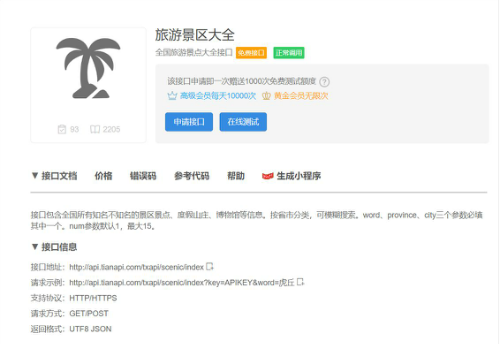 旅游景区大全
全国旅游景点大全接口 免费接口 正常启用
该接口申请即一次赠送1000次免费测试额度 ?
高级会员每天10000次 黄金会员无限次
申请接口 在线测试
93 2205
▼ 接口文档 价格 错误码 参考代码 帮助 生成小程序
接口包含全国所有知名不知名的景区景点、度假山庄、博物馆等信息。按省市分类，可模糊搜索。word、province、city三个参数必填
其中一个。num参数默认1，最大15。
▼ 接口信息
接口地址：http://api.tianapi.com/txapi/scenic/index
请求示例：http://api.tianapi.com/txapi/scenic/index?key=APIKEY&word=虎丘
支持协议：HTTP/HTTPS
请求方式：GET/POST
返回格式：UTF8 JSON